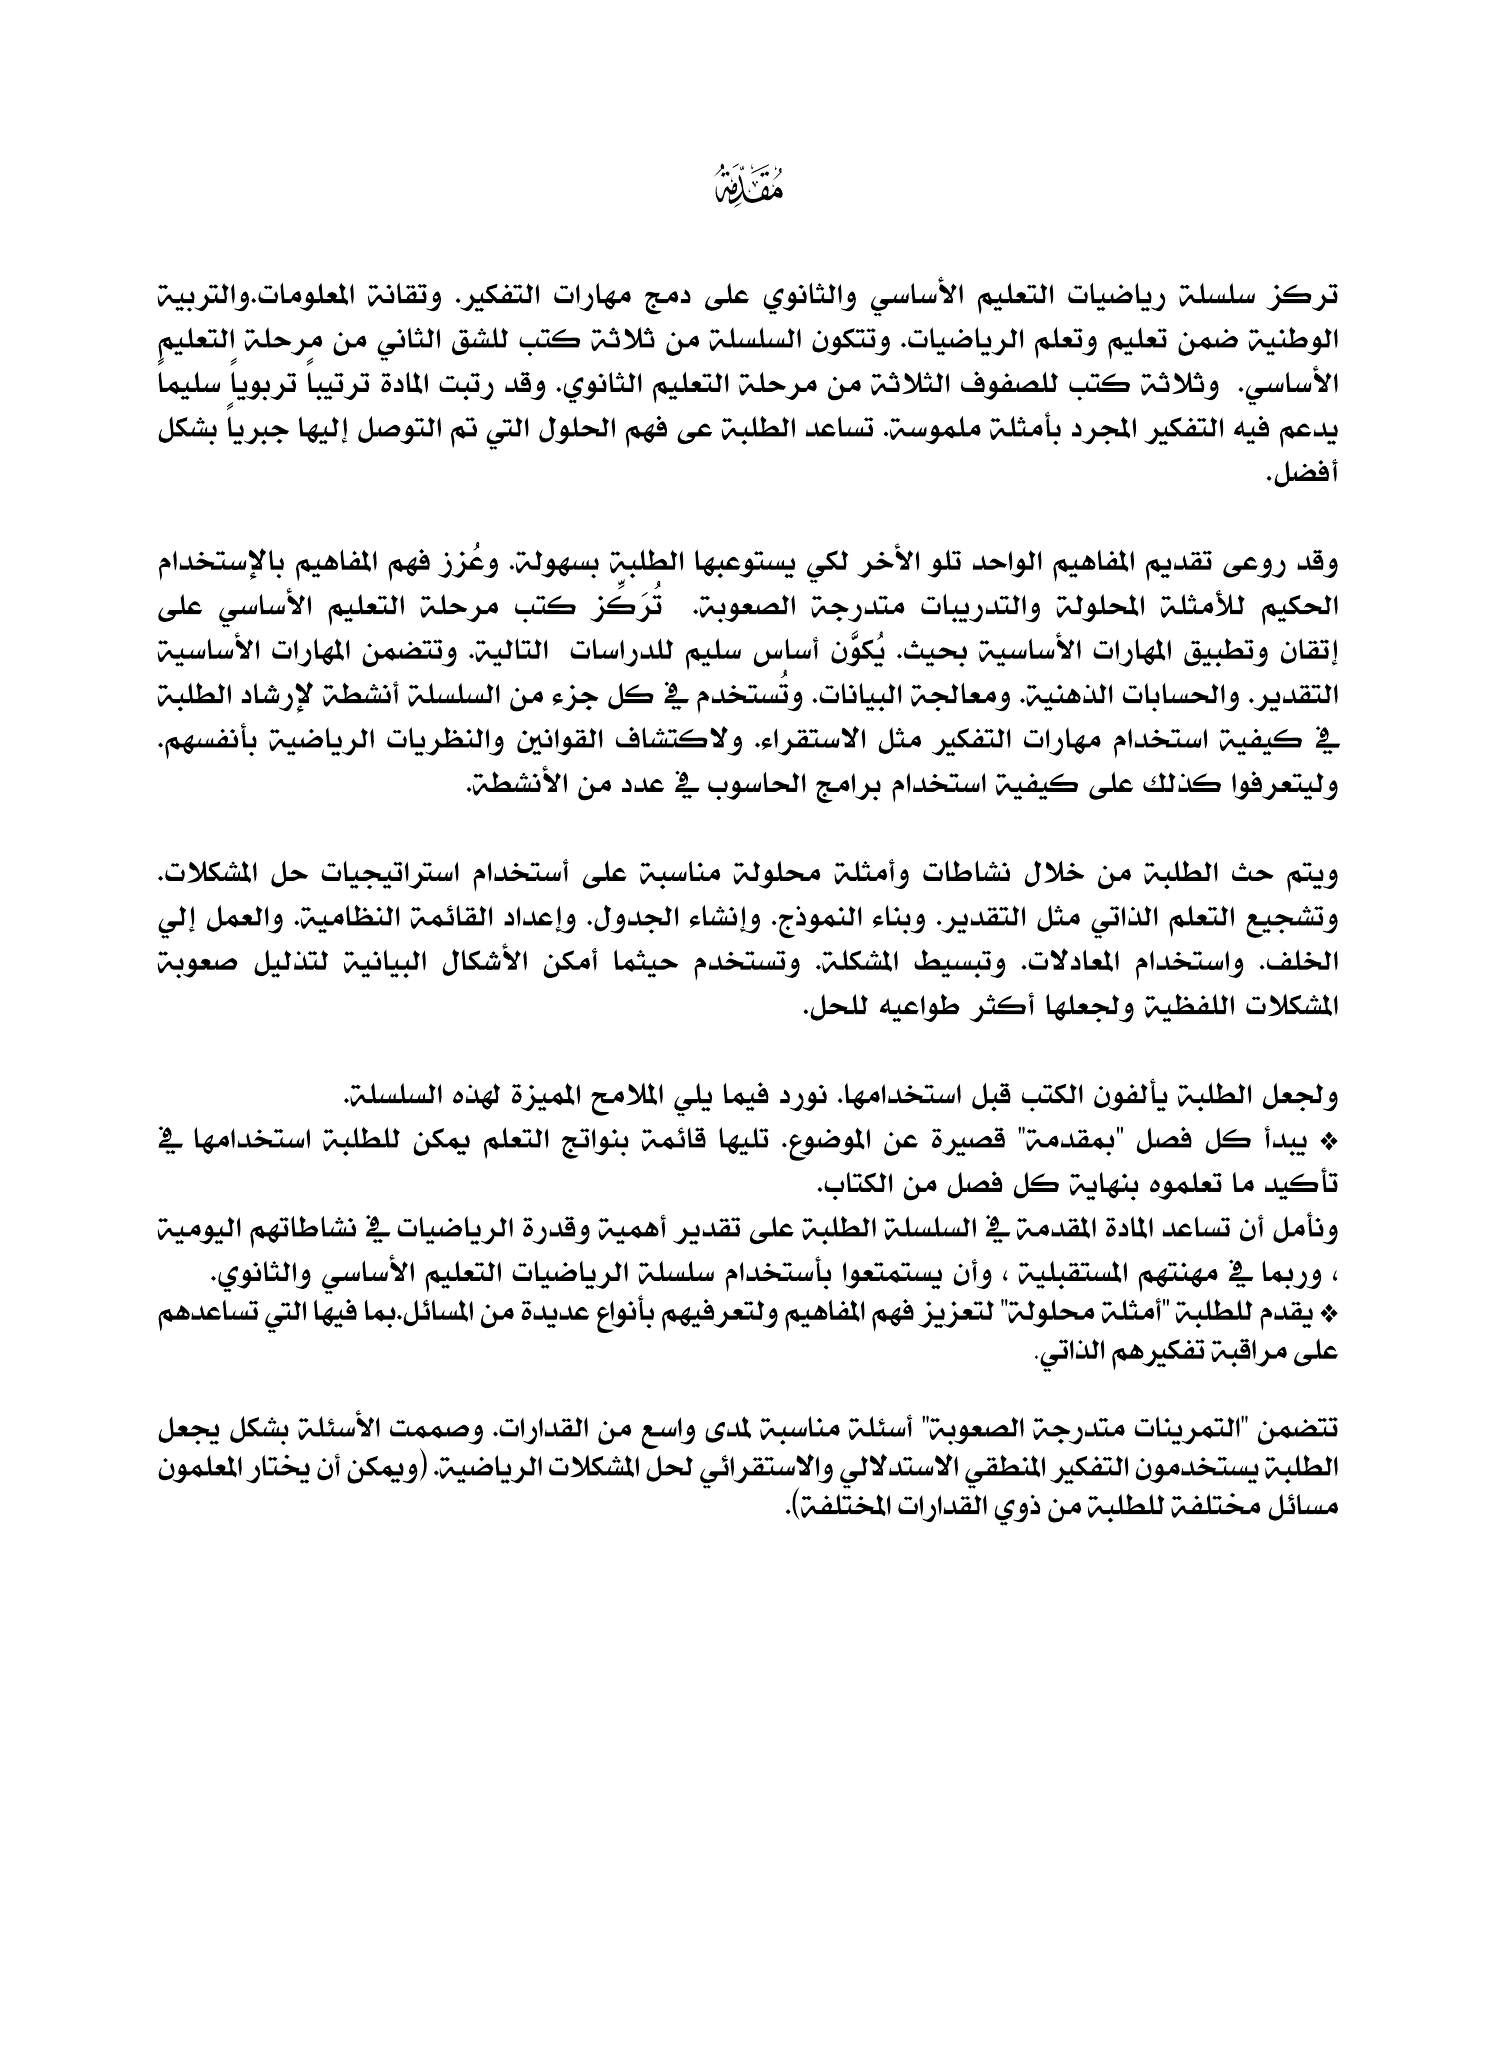 مُقَدِّمَةُ
تركز سلسلة رياضيات التعليم الأساسي والثانوي على دمج مهارات التفكير. وتقانة المعلومات.والتربية
الوطنية ضمن تعليم وتعلم الرياضيات. وتتكون السلسلة من ثلاثة كتب للشق الثاني من مرحلة التعليم
الأساسي. وثلاثة كتب للصفوف الثلاثة من مرحلة التعليم الثانوي. وقد رتبت المادة ترتيباً تربوياً سليماً
يدعم فيه التفكير المجرد بأمثلة ملموسة. تساعد الطلبة عى فهم الحلول التي تم التوصل إليها جبرياً بشكل
أفضل.
وقد روعى تقديم المفاهيم الواحد تلو الأخر لكي يستوعبها الطلبة بسهولة. وعُزز فهم المفاهيم بالإستخدام
الحكيم للأمثلة المحلولة والتدريبات متدرجة الصعوبة. تُرَكِّز كتب مرحلة التعليم الأساسي على
إتقان وتطبيق المهارات الأساسية بحيث. يُكوَّن أساس سليم للدراسات التالية. وتتضمن المهارات الأساسية
التقدير. والحسابات الذهنية. ومعالجة البيانات. وتُستخدم في كل جزء من السلسلة أنشطة لإرشاد الطلبة
في كيفية استخدام مهارات التفكير مثل الاستقراء. ولاكتشاف القوانين والنظريات الرياضية بأنفسهم.
وليتعرفوا كذلك على كيفية استخدام برامج الحاسوب في عدد من الأنشطة.
ويتم حث الطلبة من خلال نشاطات وأمثلة محلولة مناسبة على أستخدام استراتيجيات حل المشكلات.
وتشجيع التعلم الذاتي مثل التقدير. وبناء النموذج. وإنشاء الجدول. وإعداد القائمة النظامية. والعمل إلي
الخلف. واستخدام المعادلات. وتبسيط المشكلة. وتستخدم حيثما أمكن الأشكال البيانية لتذليل صعوبة
المشكلات اللفظية ولجعلها أكثر طواعيه للحل.
ولجعل الطلبة يألفون الكتب قبل استخدامها. نورد فيما يلي الملامح المميزة لهذه السلسلة.
❖ يبدأ كل فصل "بمقدمة" قصيرة عن الموضوع. تليها قائمة بنواتج التعلم يمكن للطلبة استخدامها في
تأكيد ما تعلموه بنهاية كل فصل من الكتاب.
ونأمل أن تساعد المادة المقدمة في السلسلة الطلبة على تقدير أهمية وقدرة الرياضيات في نشاطاتهم اليومية
، وربما في مهنتهم المستقبلية ، وأن يستمتعوا بأستخدام سلسلة الرياضيات التعليم الأساسي والثانوي.
❖ يقدم للطلبة "أمثلة محلولة" لتعزيز فهم المفاهيم ولتعرفيهم بأنواع عديدة من المسائل.بما فيها التي تساعدهم
على مراقبة تفكيرهم الذاتي.
تتضمن "التمرينات متدرجة الصعوبة" أسئلة مناسبة لمدى واسع من القدارات. وصممت الأسئلة بشكل يجعل
الطلبة يستخدمون التفكير المنطقي الاستدلالي والاستقرائي لحل المشكلات الرياضية. (ويمكن أن يختار المعلمون
مسائل مختلفة للطلبة من ذوي القدارات المختلفة).